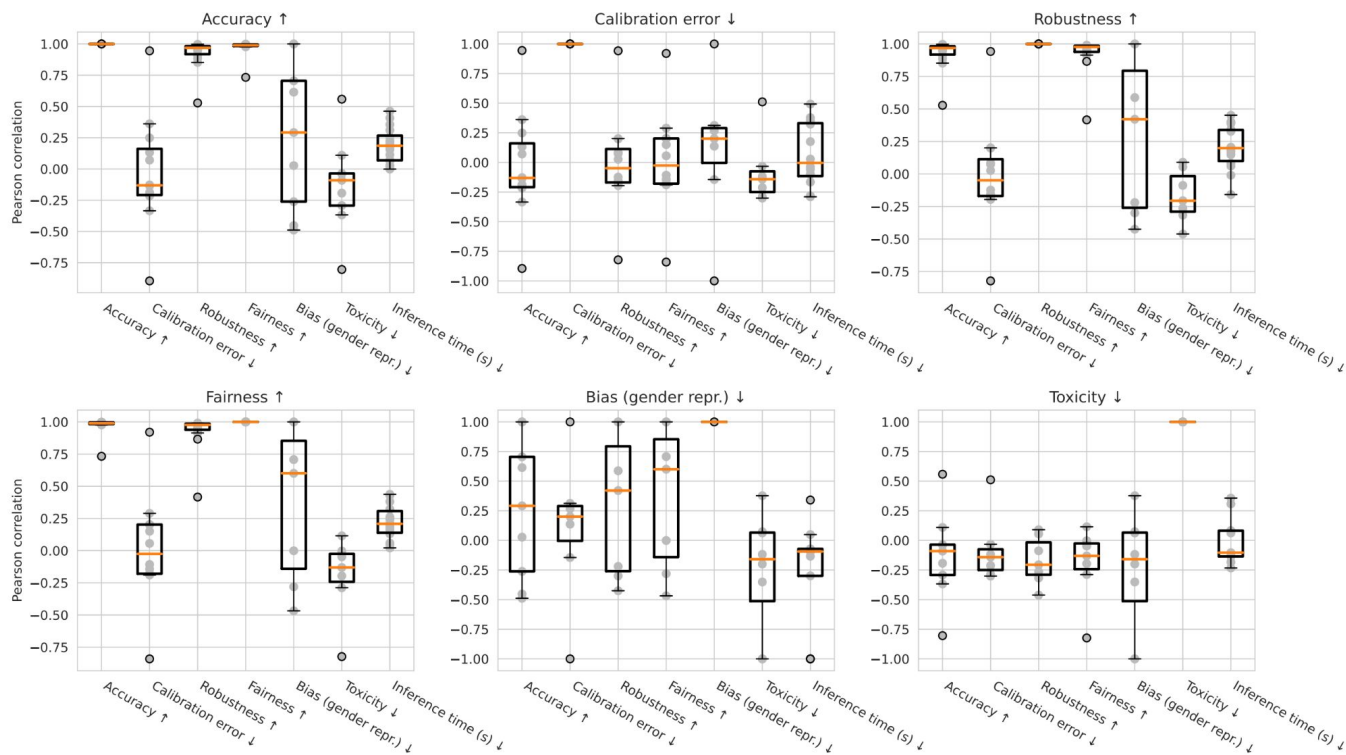 Accuracy ↑
Calibration error ↓
Robustness ↑
Pearson correlation
1.00
0.75
0.50
0.25
0.00
−0.25
−0.50
−0.75
1.00
0.75
0.50
0.25
0.00
−0.25
−0.50
−0.75
−1.00
1.00
0.75
0.50
0.25
0.00
−0.25
−0.50
−0.75
Accuracy ↑
Calibration error ↓
Robustness ↑
Fairness ↑
Bias (gender repr.) ↓
Toxicity ↓
Inference time (s) ↓
Accuracy ↑
Calibration error ↓
Robustness ↑
Fairness ↑
Bias (gender repr.) ↓
Toxicity ↓
Inference time (s) ↓
Accuracy ↑
Calibration error ↓
Robustness ↑
Fairness ↑
Bias (gender repr.) ↓
Toxicity ↓
Inference time (s) ↓
Fairness ↑
Bias (gender repr.) ↓
Toxicity ↓
Pearson correlation
1.00
0.75
0.50
0.25
0.00
−0.25
−0.50
−0.75
1.00
0.75
0.50
0.25
0.00
−0.25
−0.50
−0.75
−1.00
1.00
0.75
0.50
0.25
0.00
−0.25
−0.50
−0.75
−1.00
Accuracy ↑
Calibration error ↓
Robustness ↑
Fairness ↑
Bias (gender repr.) ↓
Toxicity ↓
Inference time (s) ↓
Accuracy ↑
Calibration error ↓
Robustness ↑
Fairness ↑
Bias (gender repr.) ↓
Toxicity ↓
Inference time (s) ↓
Accuracy ↑
Calibration error ↓
Robustness ↑
Fairness ↑
Bias (gender repr.) ↓
Toxicity ↓
Inference time (s) ↓